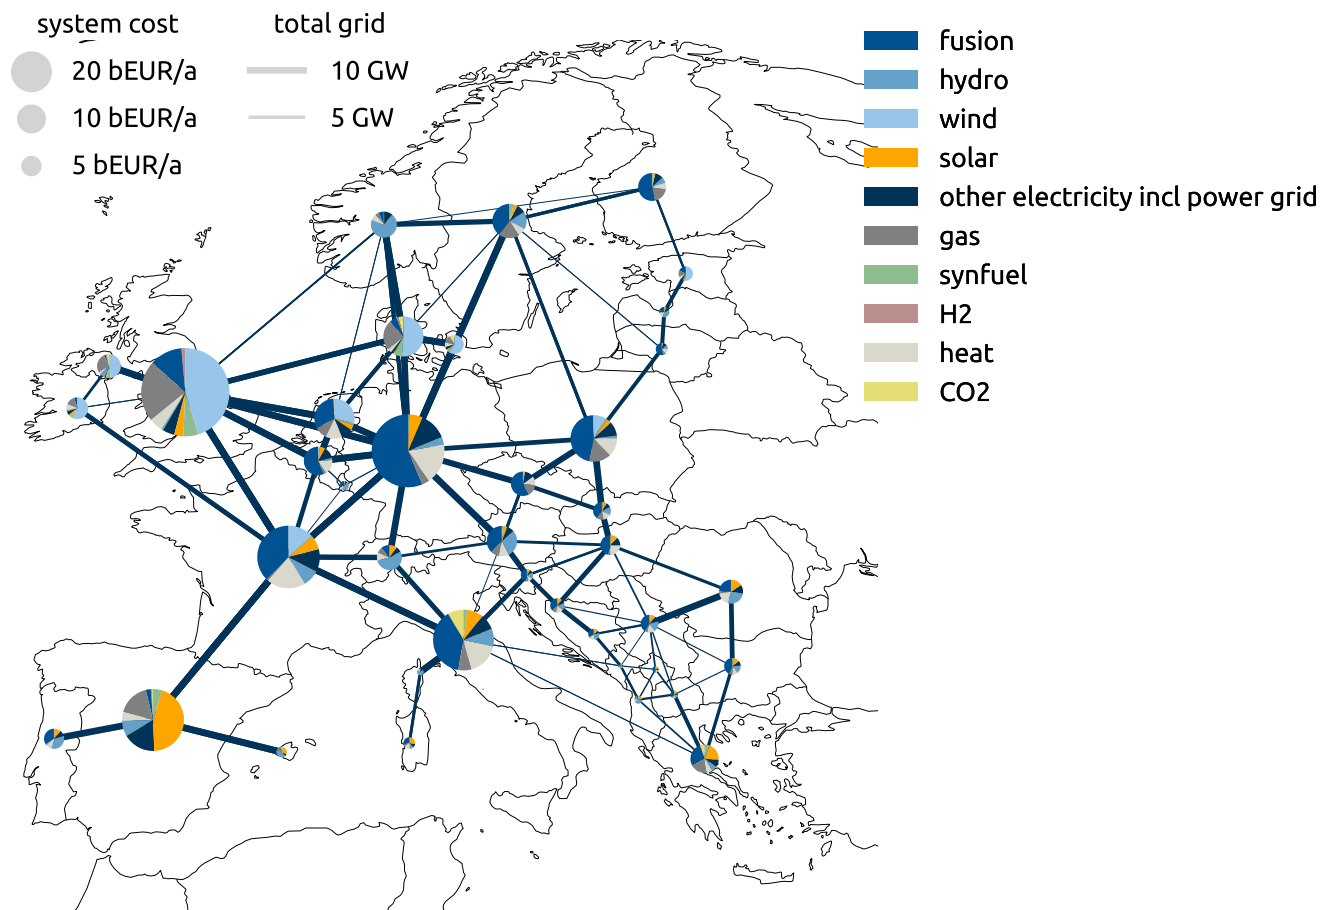 system cost
20 bEUR/a
10 bEUR/a
5 bEUR/a
total grid
10 GW
5 GW
fusion
hydro
wind
solar
other electricity incl power grid
gas
synfuel
H2
heat
CO2